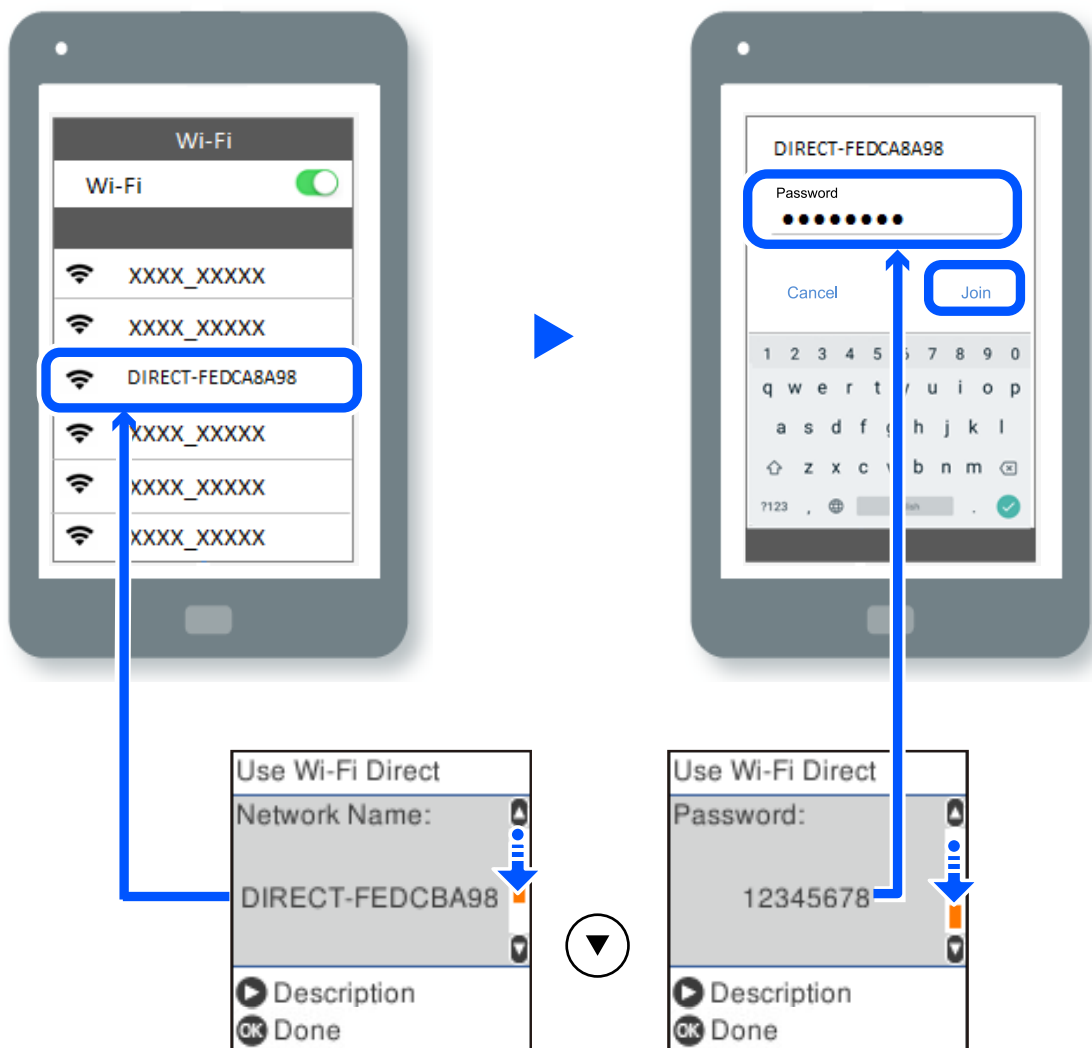 Wi-Fi
Wi-Fi
XXXX_XXXXX
XXXX_XXXXX
DIRECT-FEDCA8A98
XXXX_XXXXX
XXXX_XXXXX
XXXX_XXXXX
DIRECT-FEDCA8A98
Password
●●●●●●●●
Cancel Join
1 2 3 4 5 7 8 9 0
q w e r t u i o p
a s d f h j k l
z x c b n m
?123 , .
Use Wi-Fi Direct
Network Name:
DIRECT-FEDCBA98
Description
OK Done
Use Wi-Fi Direct
Password:
12345678
Description
OK Done